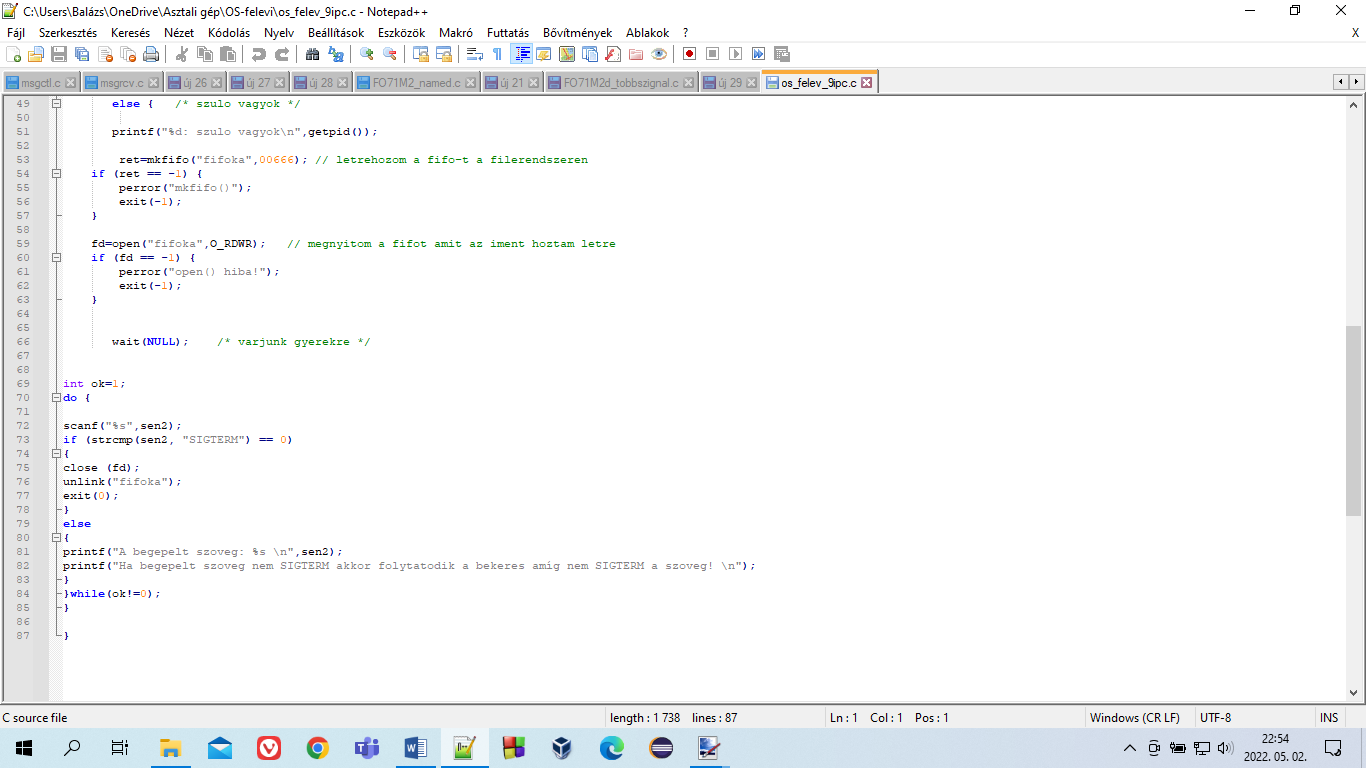 C:\Users\Balázs\OneDrive\Asztali gép\OS-felevi\os_felev_9ipc.c - Notepad++
Fájl Szerkesztés Keresés Nézet Kódolás Nyelv Beállítások Eszközök Makró Futtatás Bővítmények Ablakok ? X
msgctl.c msgrcv.c új 26 új 27 új 28 FO71M2_named.c új 21 FO71M2d_tobbszignal.c új 29 os_felev_9ipc.c
49 else { /* szulo vagyok */
50
51 printf("%d: szulo vagyok\n",getpid());
52
53 ret=mkfifo("fifoka",00666); // letrehozom a fifo-t a filerendszeren
54 if (ret == -1) {
55 perror("mkfifo()");
56 exit(-1);
57 }
58
59 fd=open("fifoka",O_RDWR); // megnyitom a fifot amit az iment hoztam letre
60 if (fd == -1) {
61 perror("open() hiba!");
62 exit(-1);
63 }
64
65
66 wait(NULL); /* varjunk gyerekre */
67
68
69 int ok=1;
70 do {
71
72 scanf("%s",sen2);
73 if (strcmp(sen2, "SIGTERM") == 0)
74 {
75 close (fd);
76 unlink("fifoka");
77 exit(0);
78 }
79 else
80 {
81 printf("A begepelt szoveg: %s \n",sen2);
82 printf("Ha begepelt szoveg nem SIGTERM akkor folytatodik a bekeres amig nem SIGTERM a szoveg! \n");
83 }
84 }while(ok!=0);
85 }
86
87 }
C source file length : 1 738 lines : 87 Ln : 1 Col : 1 Pos : 1 Windows (CR LF) UTF-8 INS
22:54
2022. 05. 02.